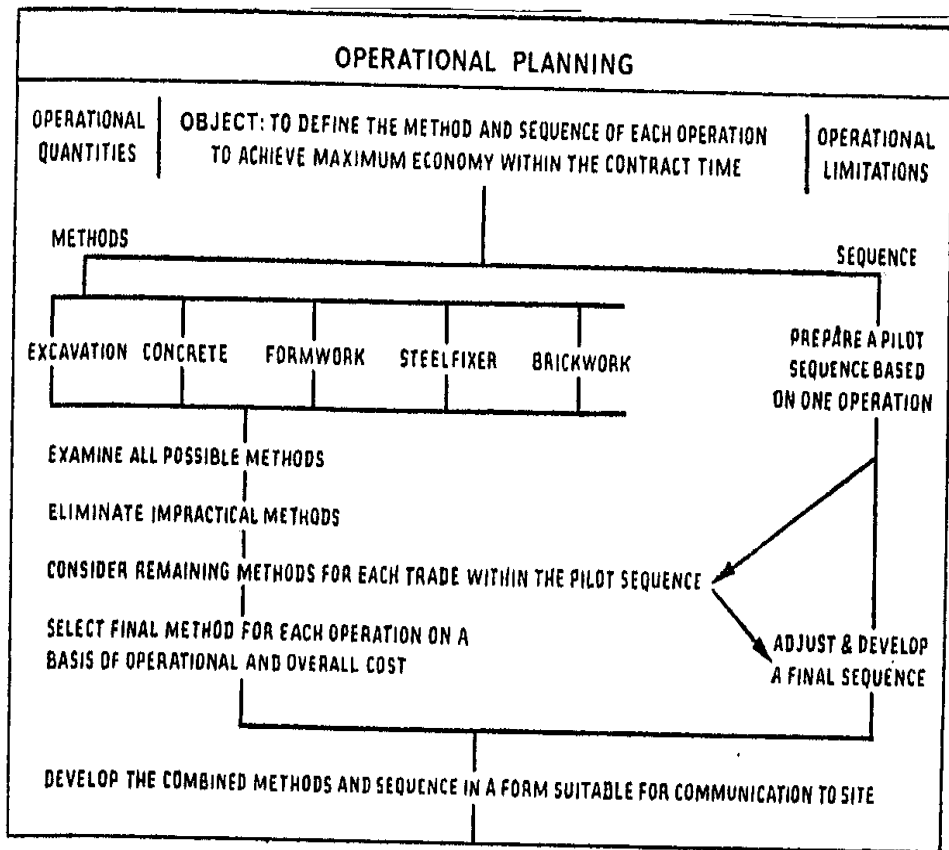 OPERATIONAL PLANNING
OPERATIONAL
QUANTITIES
OBJECT: TO DEFINE THE METHOD AND SEQUENCE OF EACH OPERATION
TO ACHIEVE MAXIMUM ECONOMY WITHIN THE CONTRACT TIME
OPERATIONAL
LIMITATIONS
METHODS
SEQUENCE
EXCAVATION CONCRETE FORMWORK STEELFIXER BRICKWORK
PREPARE A PILOT
SEQUENCE BASED
ON ONE OPERATION
EXAMINE ALL POSSIBLE METHODS
ELIMINATE IMPRACTICAL METHODS
CONSIDER REMAINING METHODS FOR EACH TRADE WITHIN THE PILOT SEQUENCE
SELECT FINAL METHOD FOR EACH OPERATION ON A
BASIS OF OPERATIONAL AND OVERALL COST
ADJUST & DEVELOP
A FINAL SEQUENCE
DEVELOP THE COMBINED METHODS AND SEQUENCE IN A FORM SUITABLE FOR COMMUNICATION TO SITE